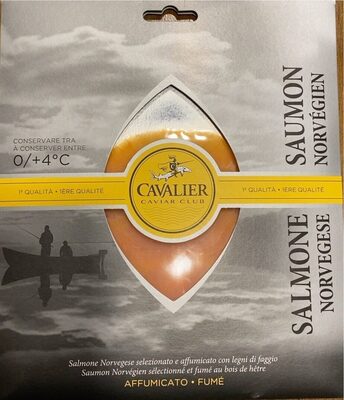 CONSERVARE TRA
À CONSERVER ENTRE
0/+4°C
SAUMON
NORVÉGIEN
1ª QUALITÀ · 1ÈRE QUALITÉ
CAVALIER
CAVIAR CLUB
1ª QUALITÀ · 1ÈRE QUALITÉ
SALMONE
NORVEGESE
Salmone Norvegese selezionato e affumicato con legni di faggio
Saumon Norvégien sélectionné et fumé au bois de hêtre
AFFUMICATO · FUMÉ